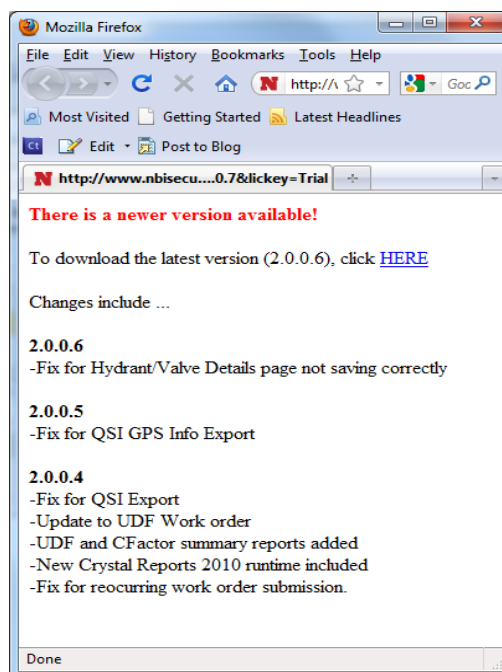 Mozilla Firefox
File Edit View History Bookmarks Tools Help
N http:/
Goc
Most Visited Getting Started Latest Headlines
Ct Edit Post to Blog
N http://www.nbisecu....0.7&lickey=Trial
There is a newer version available!
To download the latest version (2.0.0.6), click HERE
Changes include ...
2.0.0.6
-Fix for Hydrant/Valve Details page not saving correctly
2.0.0.5
-Fix for QSI GPS Info Export
2.0.0.4
-Fix for QSI Export
-Update to UDF Work order
-UDF and CFactor summary reports added
-New Crystal Reports 2010 runtime included
-Fix for reocurring work order submission.
Done